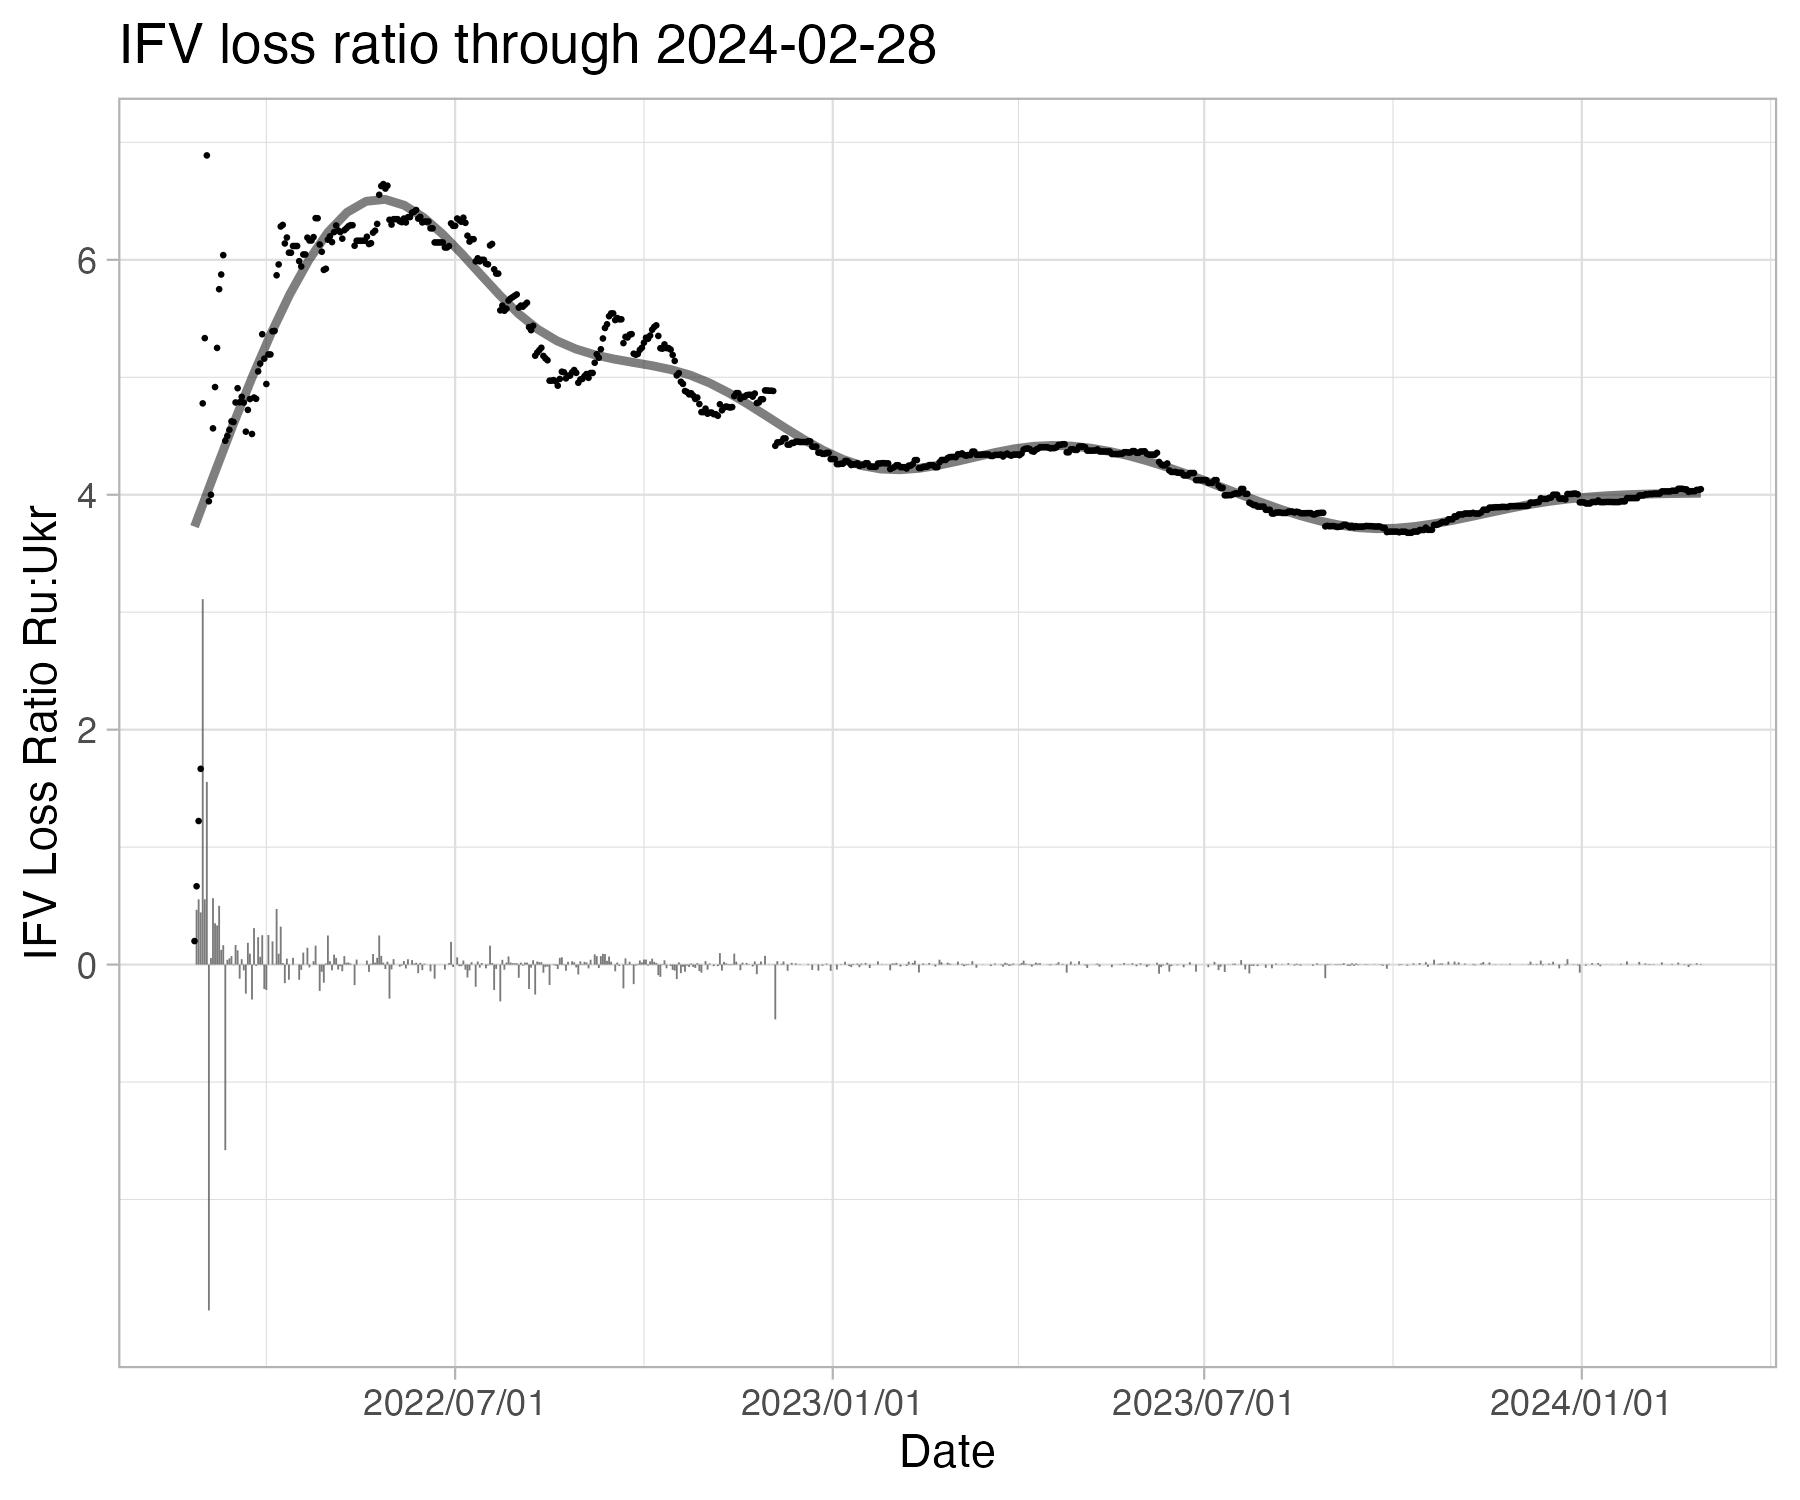 IFV loss ratio through 2024-02-28
IFV Loss Ratio Ru:Ukr
6
4
2
0
2022/07/01
2023/01/01
2023/07/01
2024/01/01
Date